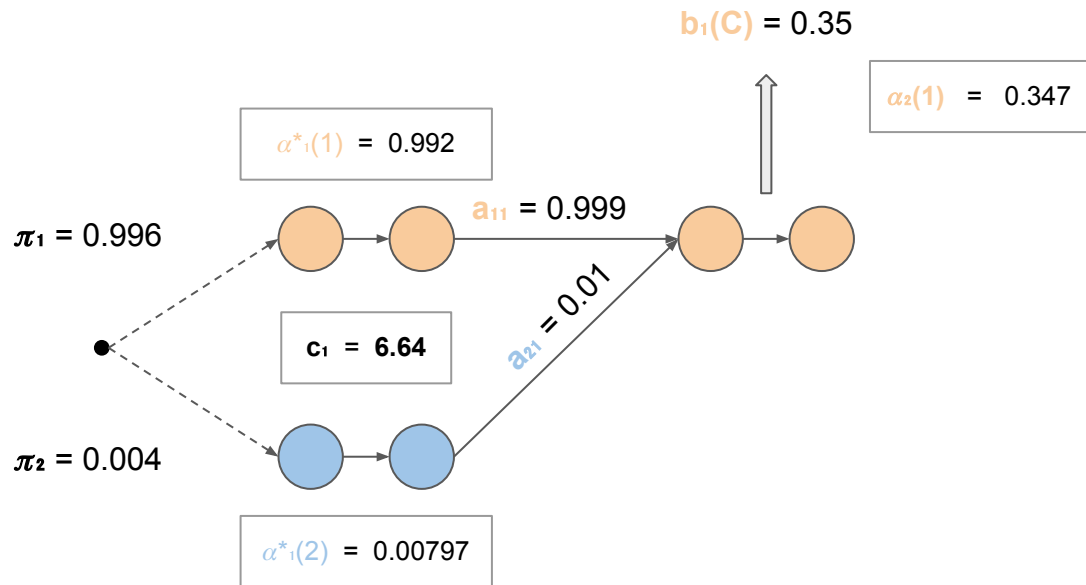 b₁(C) = 0.35
α₂(1) = 0.347
α*₁(1) = 0.992
a₁₁ = 0.999
π₁ = 0.996
a₂₁ = 0.01
c₁ = 6.64
π₂ = 0.004
α*₁(2) = 0.00797